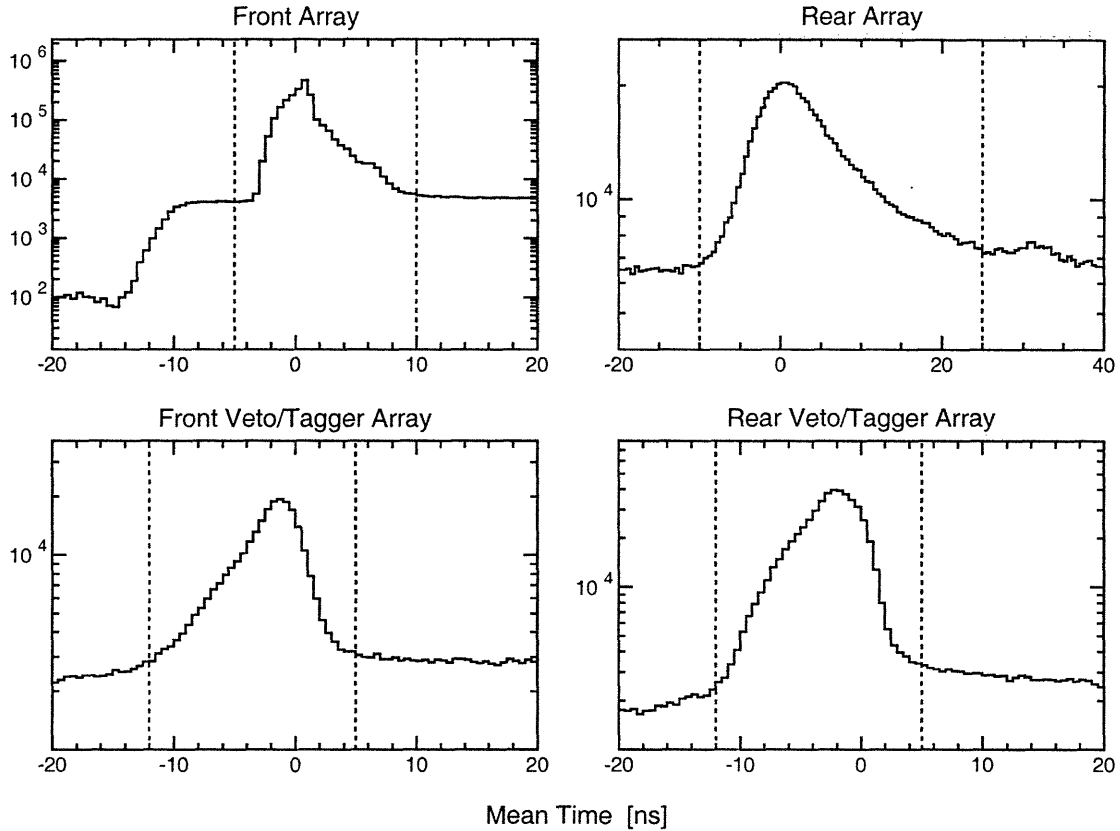 Front Array
Rear Array
10^6
10^5
10^4
10^3
10^2
-20 -10 0 10 20
10^4
-20 0 20 40
Front Veto/Tagger Array
Rear Veto/Tagger Array
10^4
-20 -10 0 10 20
10^4
-20 -10 0 10 20
Mean Time [ns]